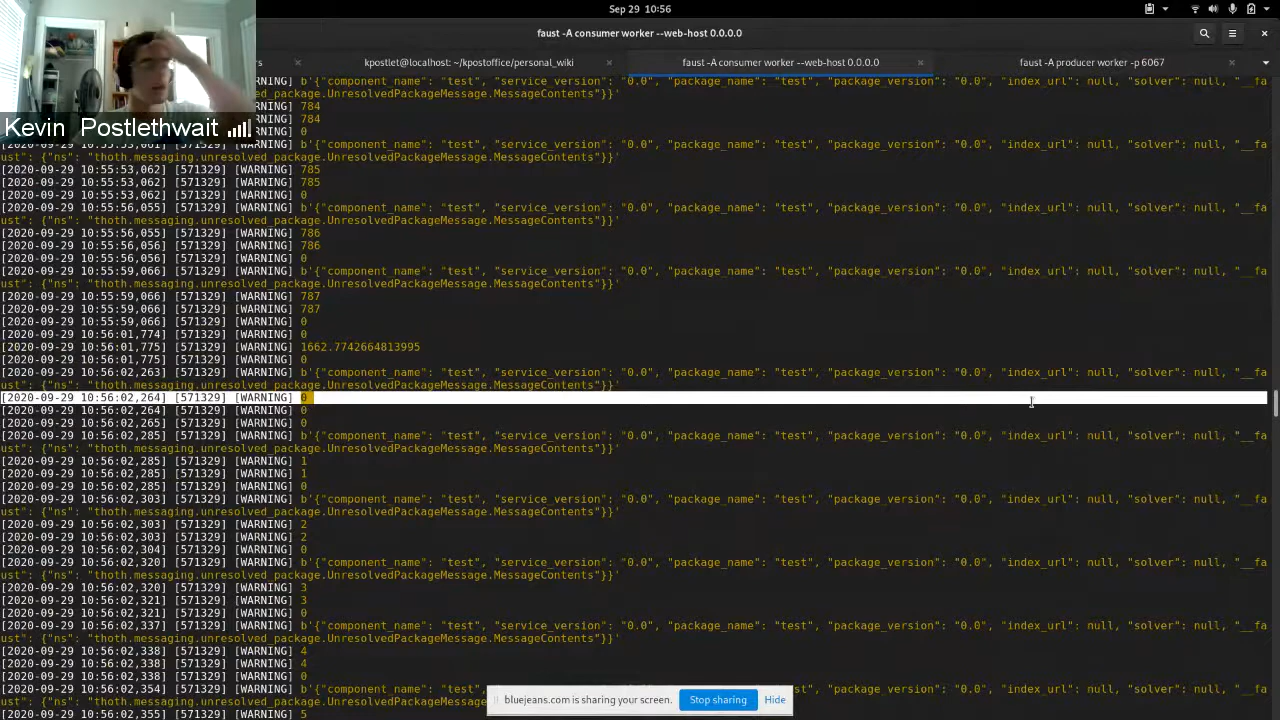 Sep 29 10:56
faust -A consumer worker --web-host 0.0.0.0
kpostlet@localhost: ~/kpostoffice/personal_wiki
faust -A consumer worker --web-host 0.0.0.0
faust -A producer worker -p 6067
Kevin Postlethwait
b'{"component_name": "test", "service_version": "0.0", "package_name": "test", "package_version": "0.0", "index_url": null, "solver": null, "__fa
ckage.UnresolvedPackageMessage.MessageContents"}}'
RNING] 784
RNING] 784
RNING] 0
[2020-09-29 10:55:53,061] [571329] [WARNING] b'{"component_name": "test", "service_version": "0.0", "package_name": "test", "package_version": "0.0", "index_url": null, "solver": null, "__fa
ust": {"ns": "thoth.messaging.unresolved_package.UnresolvedPackageMessage.MessageContents"}}'
[2020-09-29 10:55:53,062] [571329] [WARNING] 785
[2020-09-29 10:55:53,062] [571329] [WARNING] 785
[2020-09-29 10:55:53,062] [571329] [WARNING] 0
[2020-09-29 10:55:56,055] [571329] [WARNING] b'{"component_name": "test", "service_version": "0.0", "package_name": "test", "package_version": "0.0", "index_url": null, "solver": null, "__fa
ust": {"ns": "thoth.messaging.unresolved_package.UnresolvedPackageMessage.MessageContents"}}'
[2020-09-29 10:55:56,055] [571329] [WARNING] 786
[2020-09-29 10:55:56,056] [571329] [WARNING] 786
[2020-09-29 10:55:56,056] [571329] [WARNING] 0
[2020-09-29 10:55:59,066] [571329] [WARNING] b'{"component_name": "test", "service_version": "0.0", "package_name": "test", "package_version": "0.0", "index_url": null, "solver": null, "__fa
ust": {"ns": "thoth.messaging.unresolved_package.UnresolvedPackageMessage.MessageContents"}}'
[2020-09-29 10:55:59,066] [571329] [WARNING] 787
[2020-09-29 10:55:59,066] [571329] [WARNING] 787
[2020-09-29 10:55:59,066] [571329] [WARNING] 0
[2020-09-29 10:56:01,774] [571329] [WARNING] 0
[2020-09-29 10:56:01,775] [571329] [WARNING] 1662.7742664813995
[2020-09-29 10:56:01,775] [571329] [WARNING] 0
[2020-09-29 10:56:02,263] [571329] [WARNING] b'{"component_name": "test", "service_version": "0.0", "package_name": "test", "package_version": "0.0", "index_url": null, "solver": null, "__fa
ust": {"ns": "thoth.messaging.unresolved_package.UnresolvedPackageMessage.MessageContents"}}'
[2020-09-29 10:56:02,264] [571329] [WARNING] 0
[2020-09-29 10:56:02,264] [571329] [WARNING] 0
[2020-09-29 10:56:02,265] [571329] [WARNING] 0
[2020-09-29 10:56:02,285] [571329] [WARNING] b'{"component_name": "test", "service_version": "0.0", "package_name": "test", "package_version": "0.0", "index_url": null, "solver": null, "__fa
ust": {"ns": "thoth.messaging.unresolved_package.UnresolvedPackageMessage.MessageContents"}}'
[2020-09-29 10:56:02,285] [571329] [WARNING] 1
[2020-09-29 10:56:02,285] [571329] [WARNING] 1
[2020-09-29 10:56:02,285] [571329] [WARNING] 0
[2020-09-29 10:56:02,303] [571329] [WARNING] b'{"component_name": "test", "service_version": "0.0", "package_name": "test", "package_version": "0.0", "index_url": null, "solver": null, "__fa
ust": {"ns": "thoth.messaging.unresolved_package.UnresolvedPackageMessage.MessageContents"}}'
[2020-09-29 10:56:02,303] [571329] [WARNING] 2
[2020-09-29 10:56:02,303] [571329] [WARNING] 2
[2020-09-29 10:56:02,304] [571329] [WARNING] 0
[2020-09-29 10:56:02,320] [571329] [WARNING] b'{"component_name": "test", "service_version": "0.0", "package_name": "test", "package_version": "0.0", "index_url": null, "solver": null, "__fa
ust": {"ns": "thoth.messaging.unresolved_package.UnresolvedPackageMessage.MessageContents"}}'
[2020-09-29 10:56:02,320] [571329] [WARNING] 3
[2020-09-29 10:56:02,321] [571329] [WARNING] 3
[2020-09-29 10:56:02,321] [571329] [WARNING] 0
[2020-09-29 10:56:02,337] [571329] [WARNING] b'{"component_name": "test", "service_version": "0.0", "package_name": "test", "package_version": "0.0", "index_url": null, "solver": null, "__fa
ust": {"ns": "thoth.messaging.unresolved_package.UnresolvedPackageMessage.MessageContents"}}'
[2020-09-29 10:56:02,338] [571329] [WARNING] 4
[2020-09-29 10:56:02,338] [571329] [WARNING] 4
[2020-09-29 10:56:02,338] [571329] [WARNING] 0
[2020-09-29 10:56:02,354] [571329] [WARNING] b'{"component_name": "test", "package_name": "test", "package_version": "0.0", "index_url": null, "solver": null, "__fa
ust": {"ns": "thoth.messaging.unresolved_package.UnresolvedPackageMe
[2020-09-29 10:56:02,355] [571329] [WARNING] 5
bluejeans.com is sharing your screen.
Stop sharing
Hide